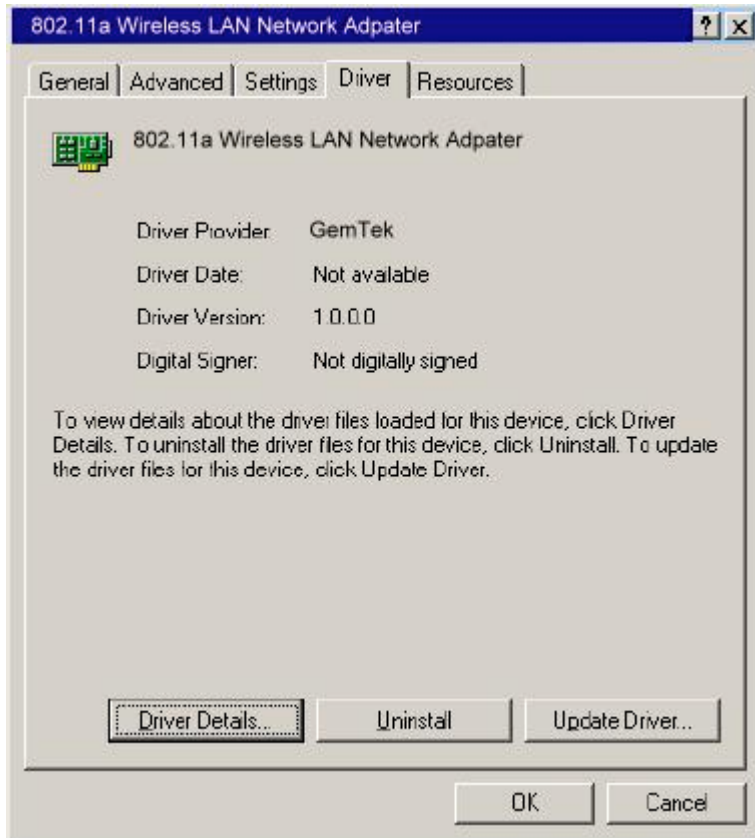 802.11a Wireless LAN Network Adpater
General Advanced Settings Driver Resources
802.11a Wireless LAN Network Adpater
Driver Provider: GemTek
Driver Date: Not available
Driver Version: 1.0.0.0
Digital Signer: Not digitally signed
To view details about the driver files loaded for this device, click Driver
Details. To uninstall the driver files for this device, click Uninstall. To update
the driver files for this device, click Update Driver.
Driver Details... Uninstall Update Driver...
OK Cancel